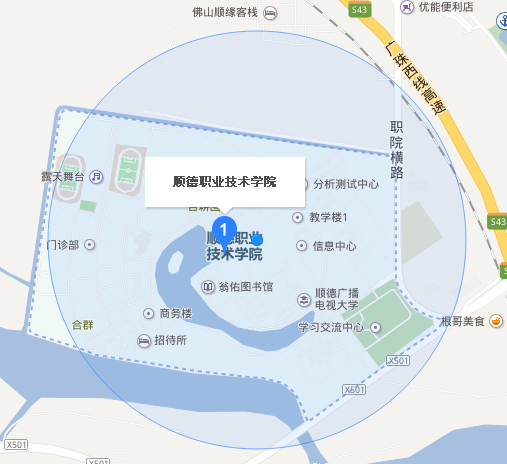 佛山顺缘客栈
S43
优能便利店
广珠西线高速
职院横路
露天舞台
顺德职业技术学院
分析测试中心
教学楼1
1
S43
门诊部
顺德职业
技术学院
信息中心
翁佑图书馆
顺德广播
电视大学
商务楼
合群
学习交流中心
根哥美食
招待所
X501
X601
X501
X501